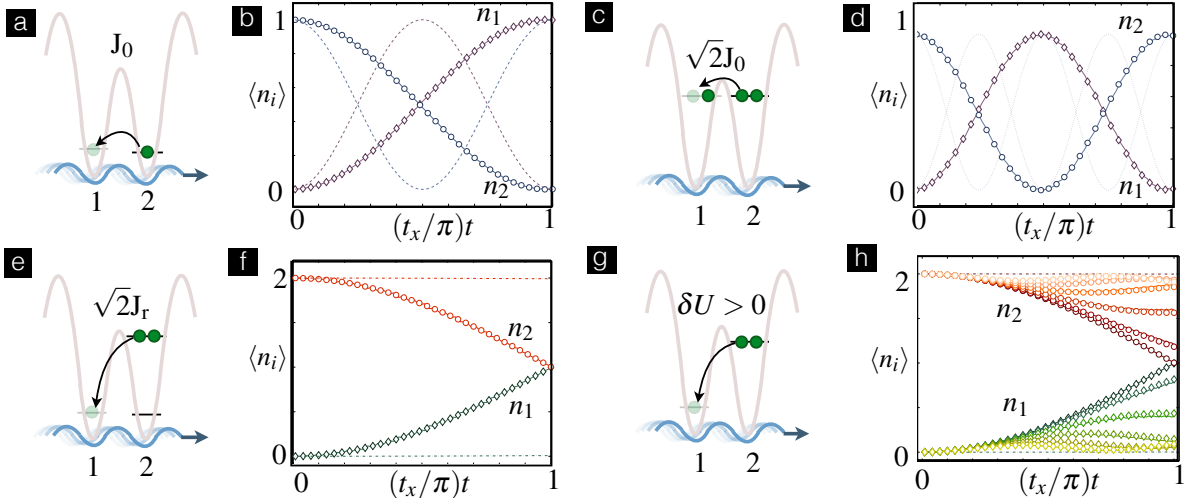 a
J₀
1 2
b
1
⟨nᵢ⟩
0
n₁
n₂
0 (tₓ/π)t 1
c
√2J₀
1 2
d
1
⟨nᵢ⟩
0
n₂
n₁
0 (tₓ/π)t 1
e
√2Jᵣ
1 2
f
2
⟨nᵢ⟩
0
n₂
n₁
0 (tₓ/π)t 1
g
δU > 0
1 2
h
2
⟨nᵢ⟩
0
n₂
n₁
0 (tₓ/π)t 1